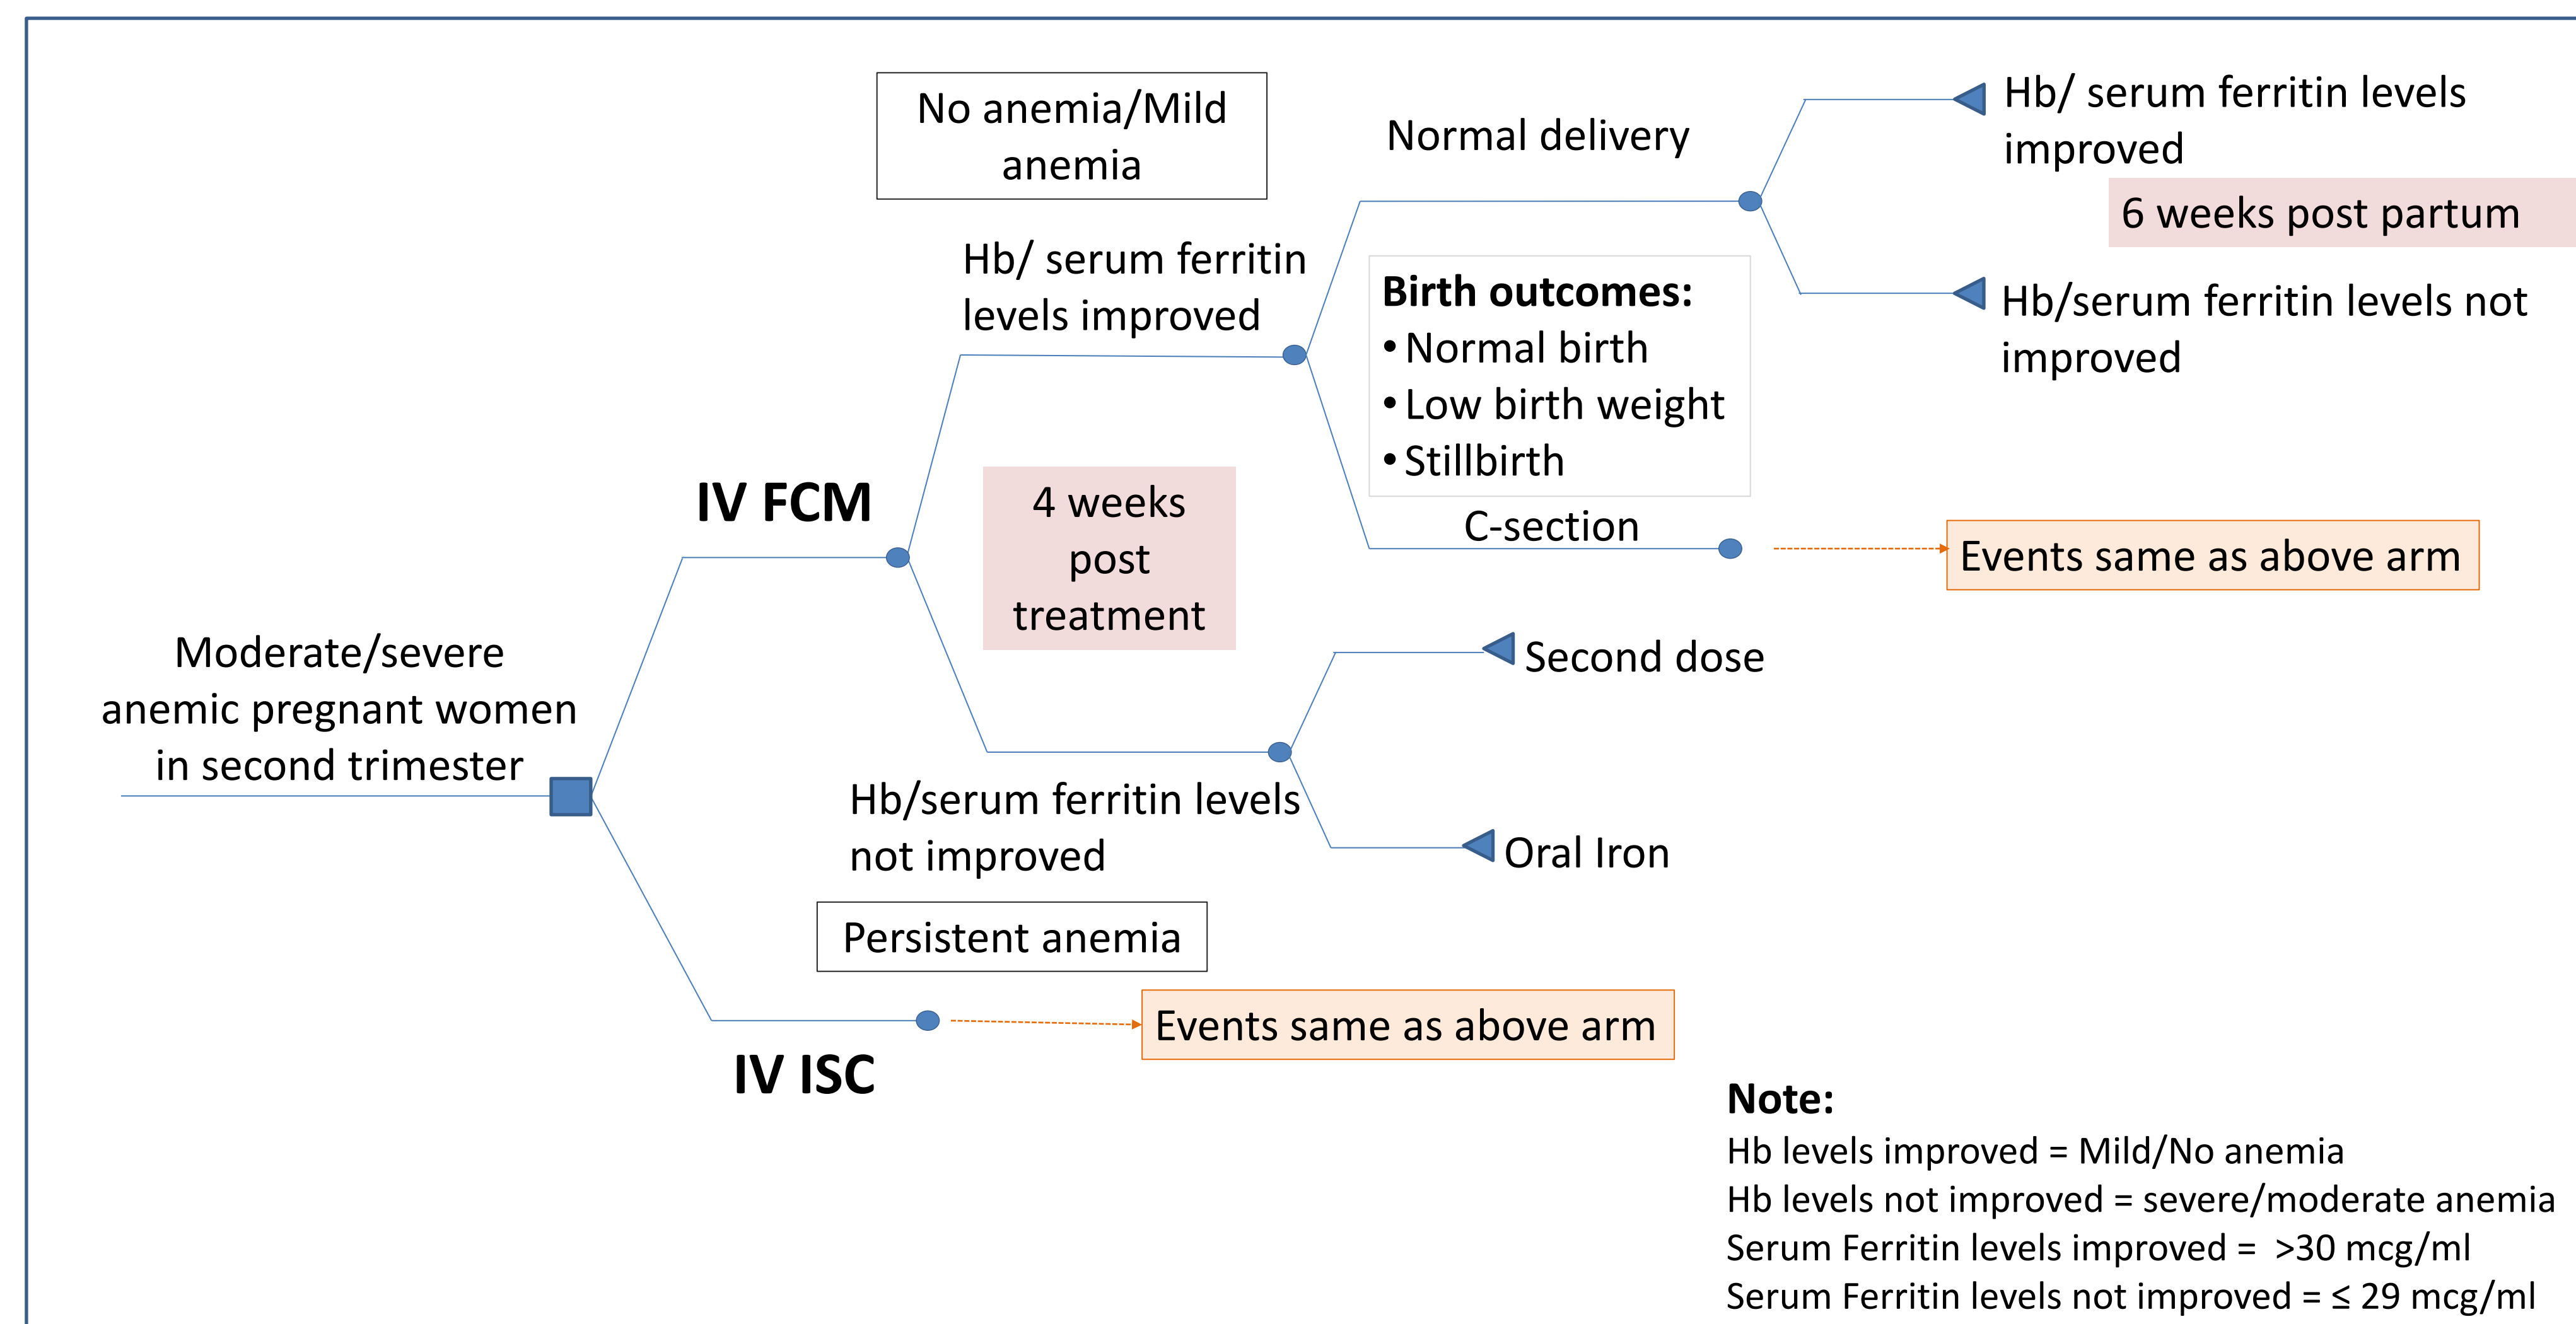 No anemia/Mild
anemia
Normal delivery
Hb/ serum ferritin levels
improved
6 weeks post partum
Hb/serum ferritin levels not
improved
Hb/ serum ferritin
levels improved
Birth outcomes:
• Normal birth
• Low birth weight
• Stillbirth
C-section
Events same as above arm
IV FCM
4 weeks
post
treatment
Moderate/severe
anemic pregnant women
in second trimester
Second dose
Hb/serum ferritin levels
not improved
Oral Iron
Persistent anemia
Events same as above arm
IV ISC
Note:
Hb levels improved = Mild/No anemia
Hb levels not improved = severe/moderate anemia
Serum Ferritin levels improved = >30 mcg/ml
Serum Ferritin levels not improved = ≤ 29 mcg/ml